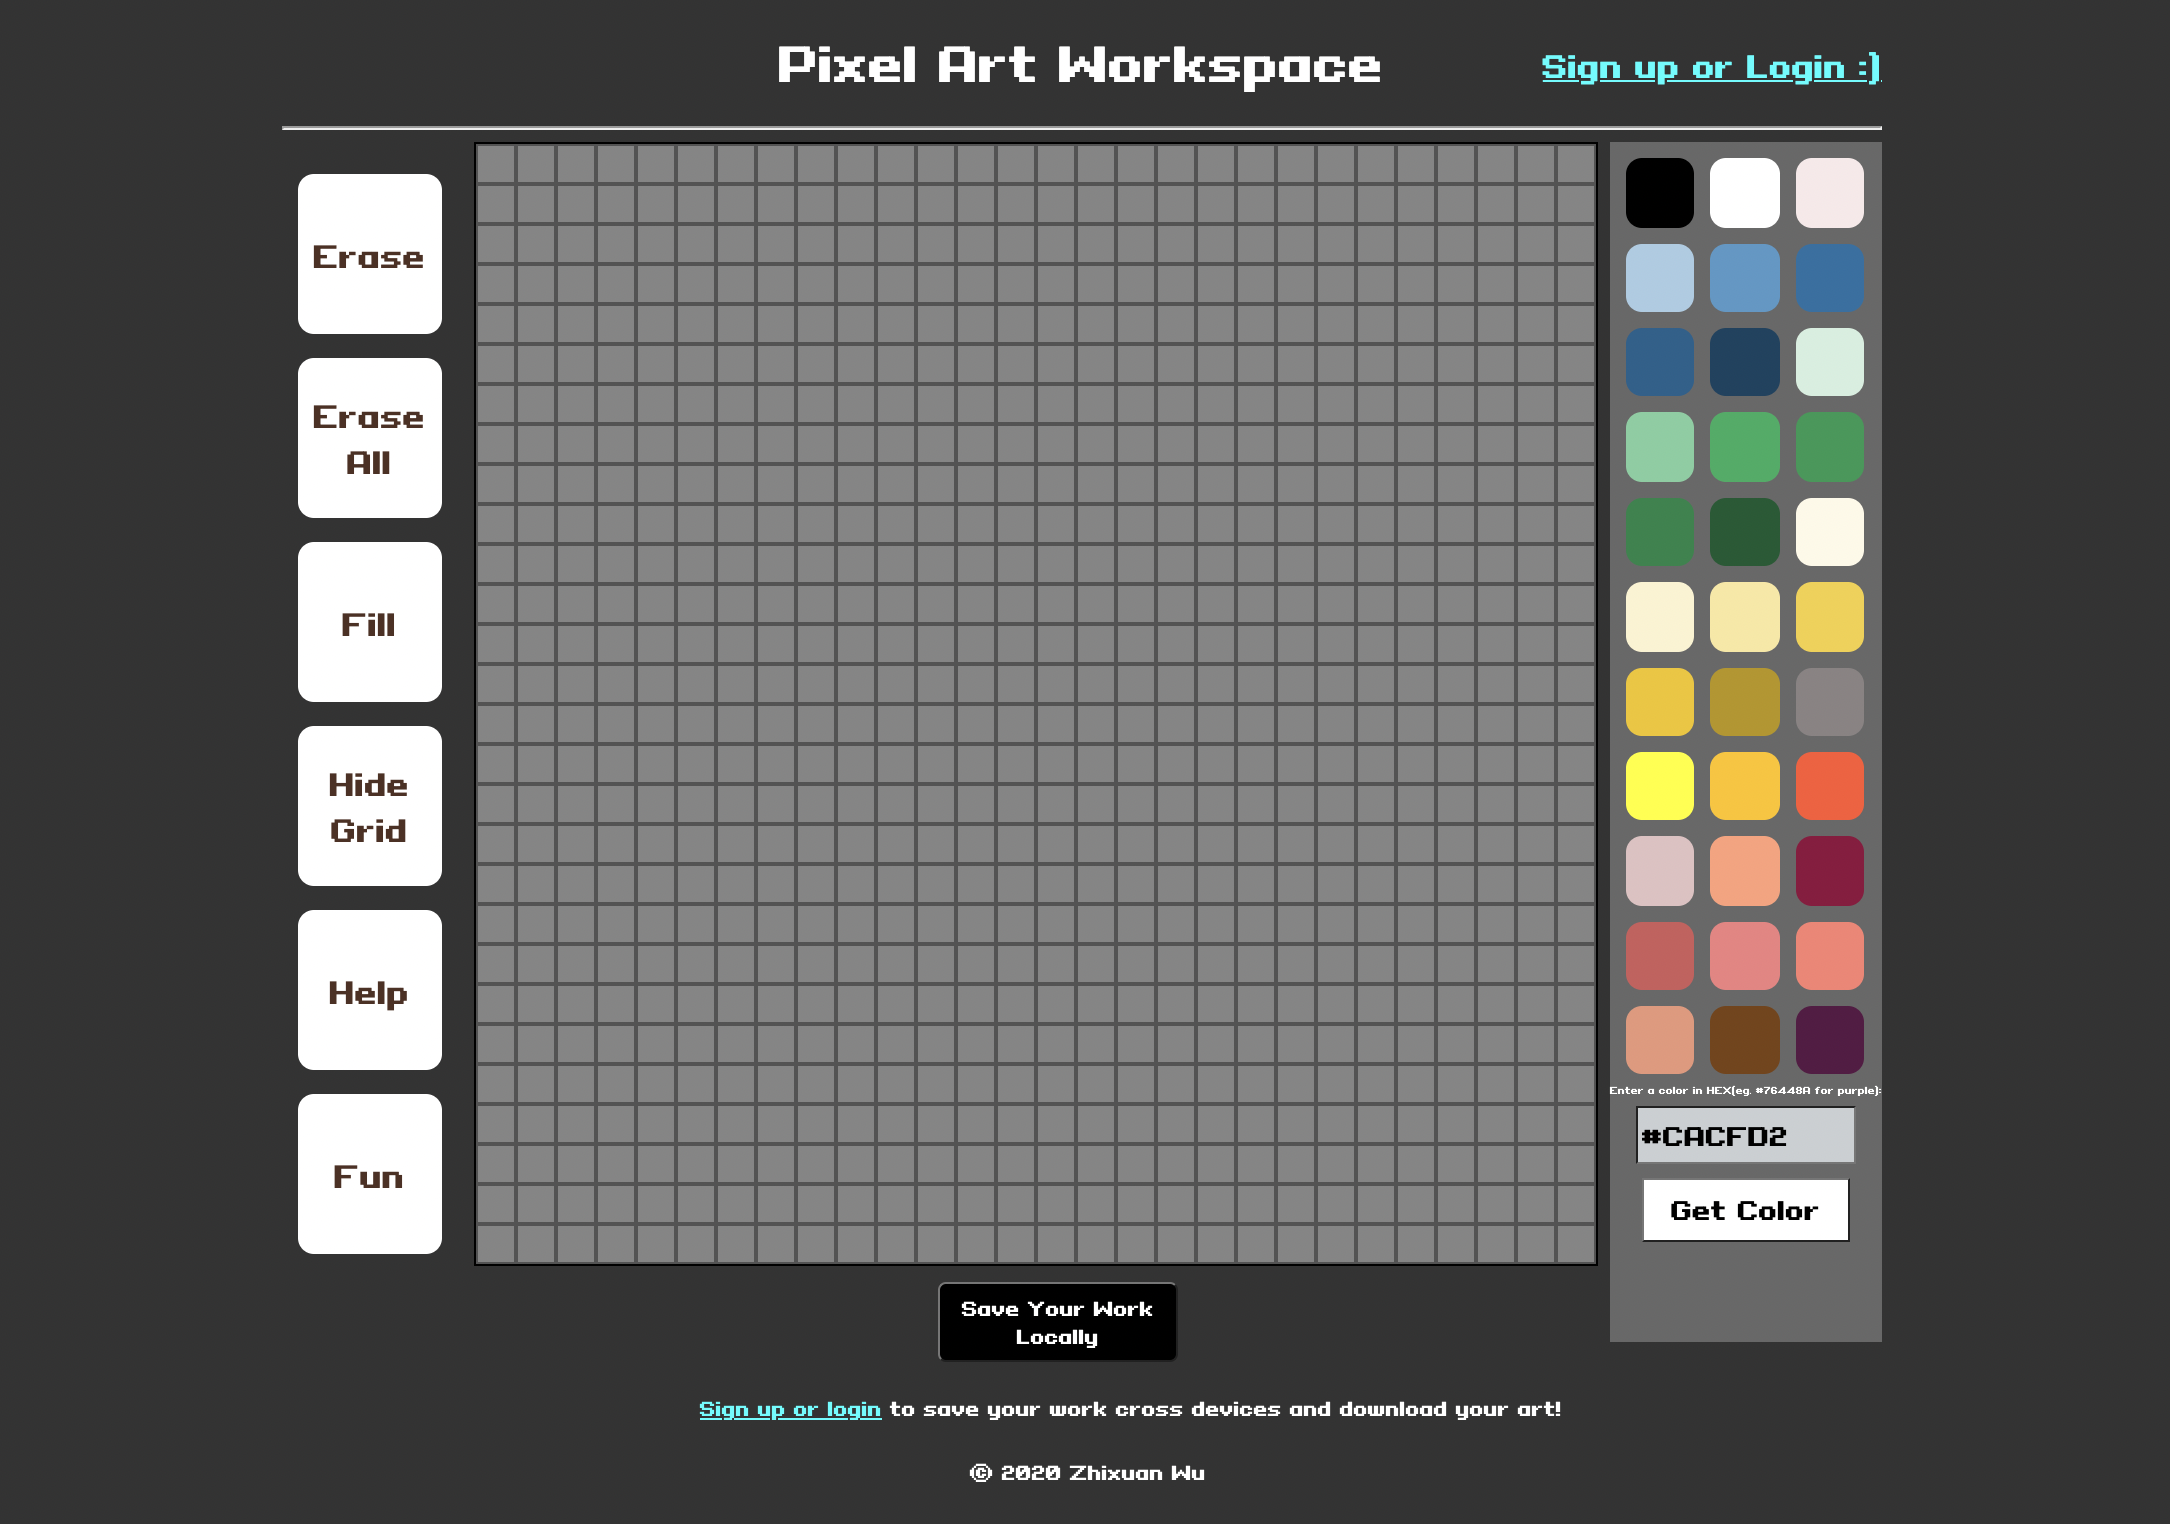 Pixel Art Workspace
Sign up or Login :)
Erase
Erase
All
Fill
Hide
Grid
Help
Fun
Enter a color in HEX(eg. #76448A for purple):
#CACFD2
Get Color
Save Your Work
Locally
Sign up or login to save your work cross devices and download your art!
© 2020 Zhixuan Wu